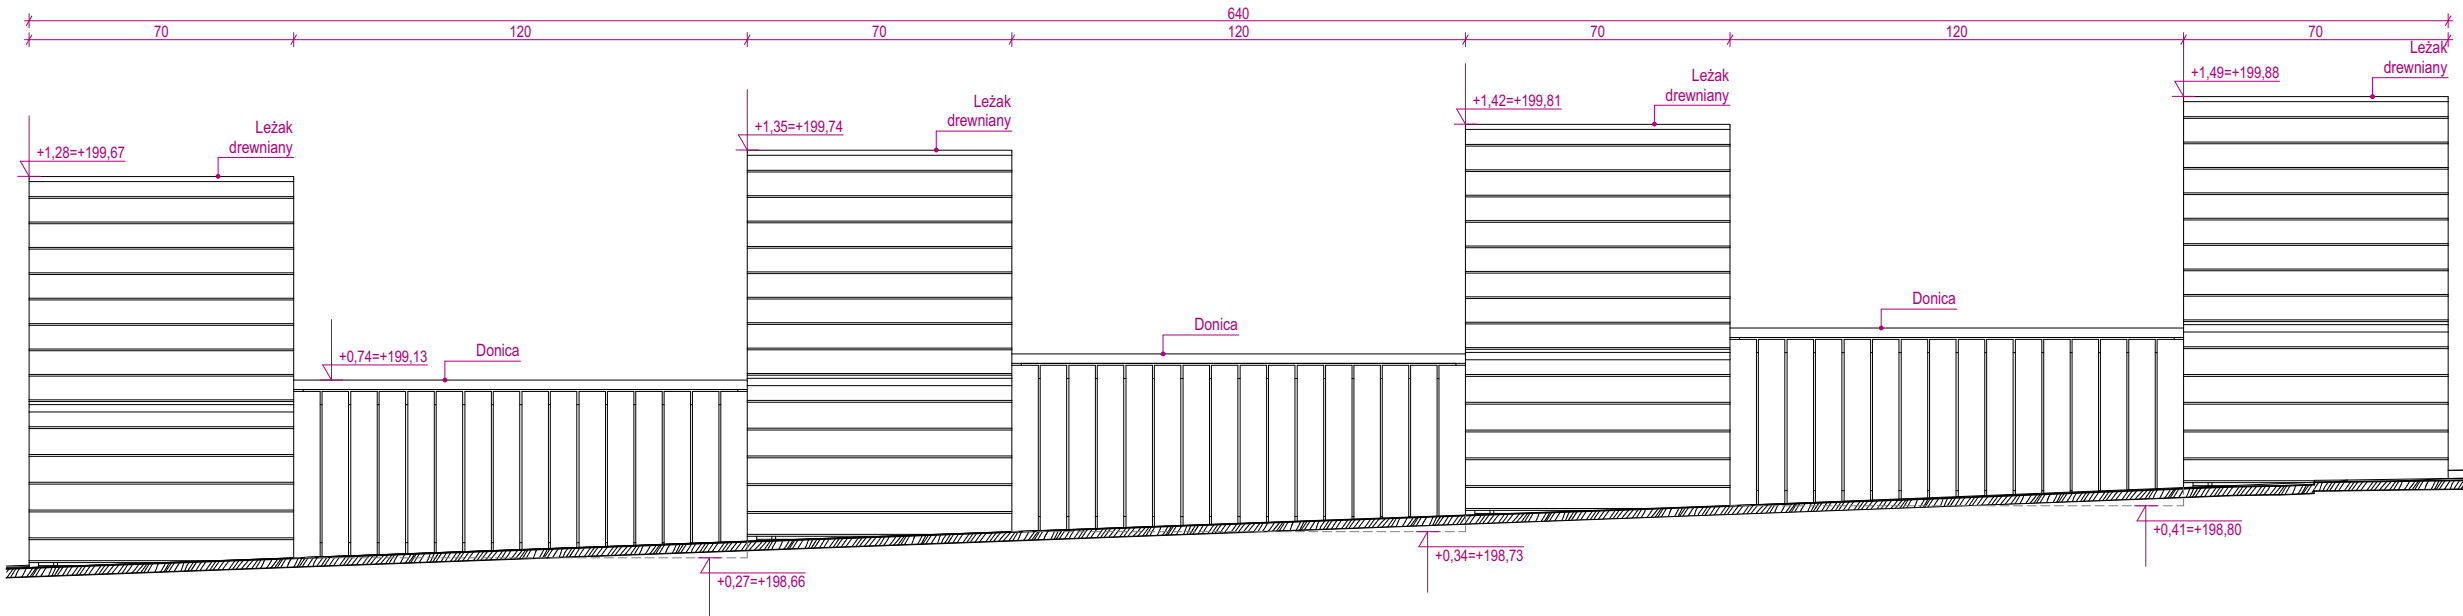 640
70
120
70
120
70
120
70
Leżak
drewniany
+1,49=+199,88
Leżak
drewniany
+1,42=+199,81
Leżak
drewniany
+1,35=+199,74
Leżak
drewniany
+1,28=+199,67
Donica
Donica
Donica
+0,74=+199,13
+0,41=+198,80
+0,34=+198,73
+0,27=+198,66